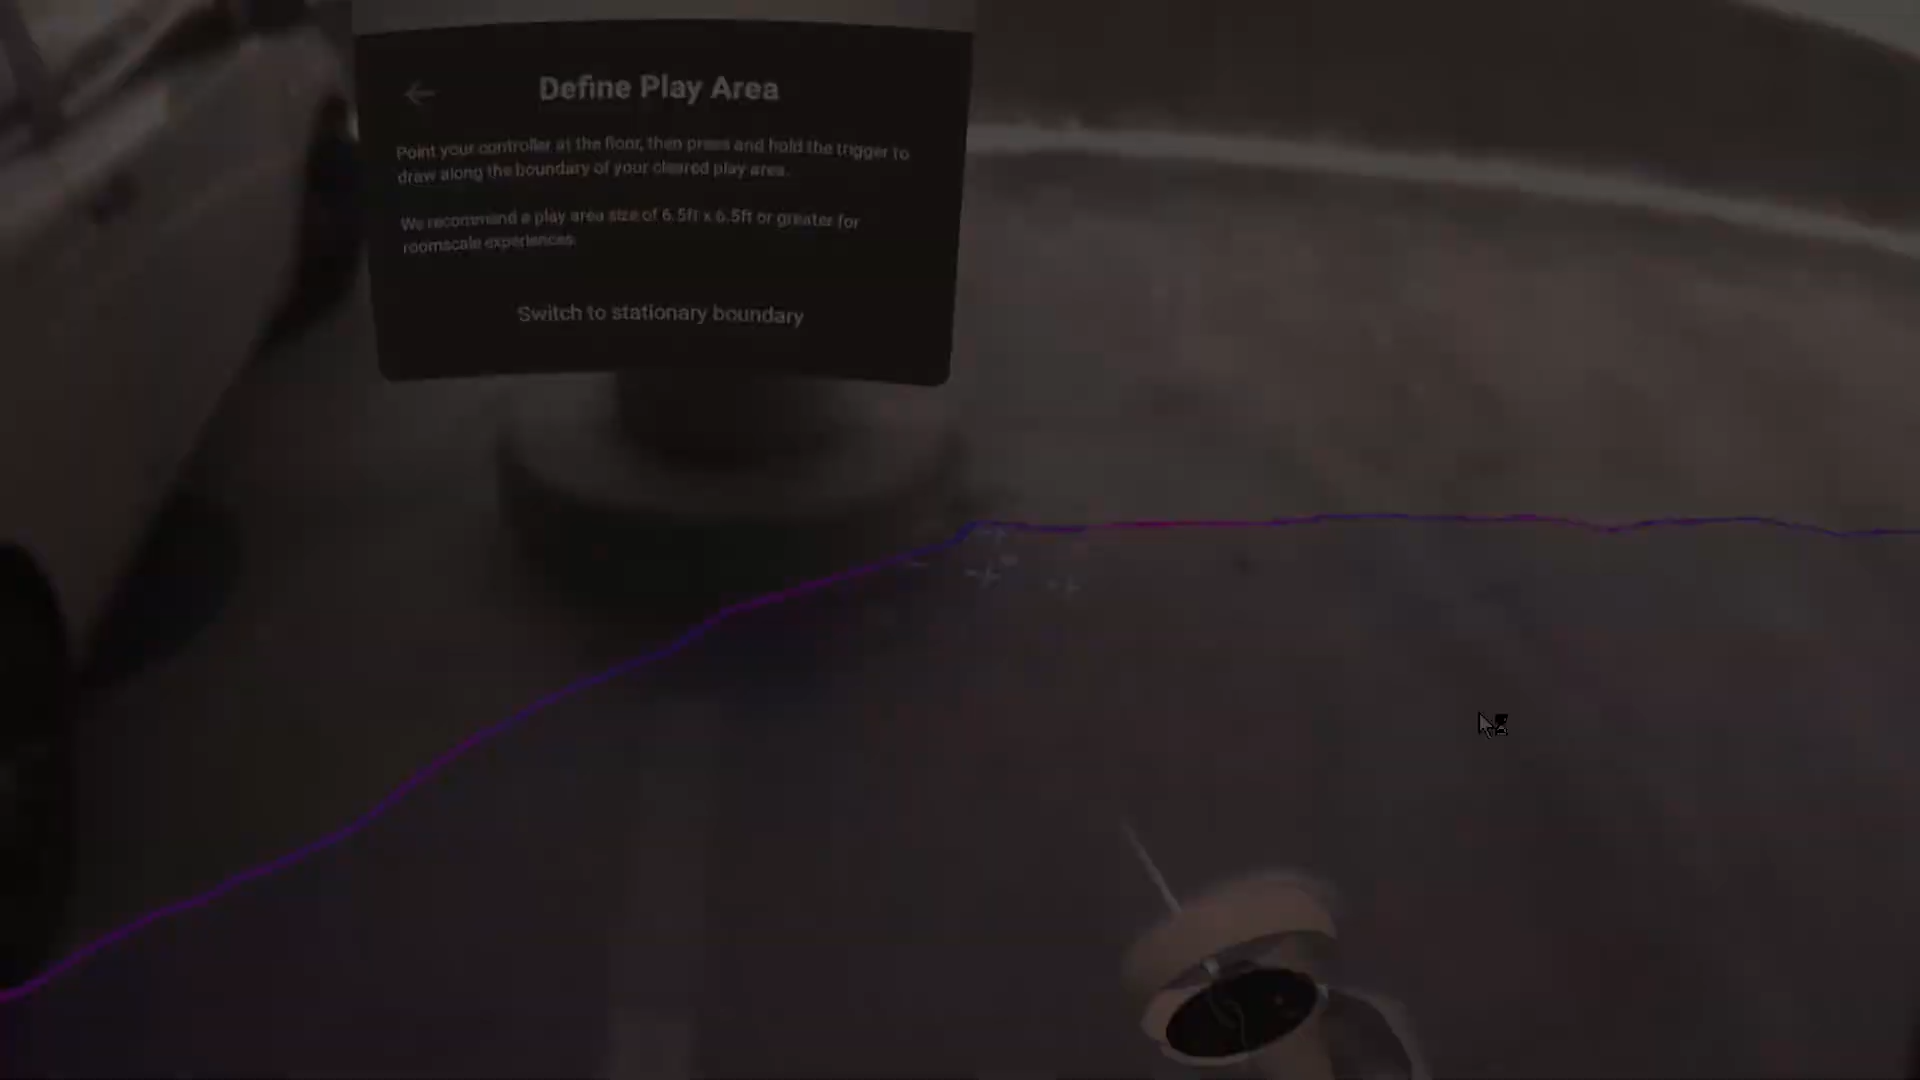 Define Play Area
Point your controller at the floor, then press and hold the trigger to
draw along the boundary of your cleared play area.
We recommend a play area size of 6.5ft x 6.5ft or greater for
roomscale experiences.
Switch to stationary boundary